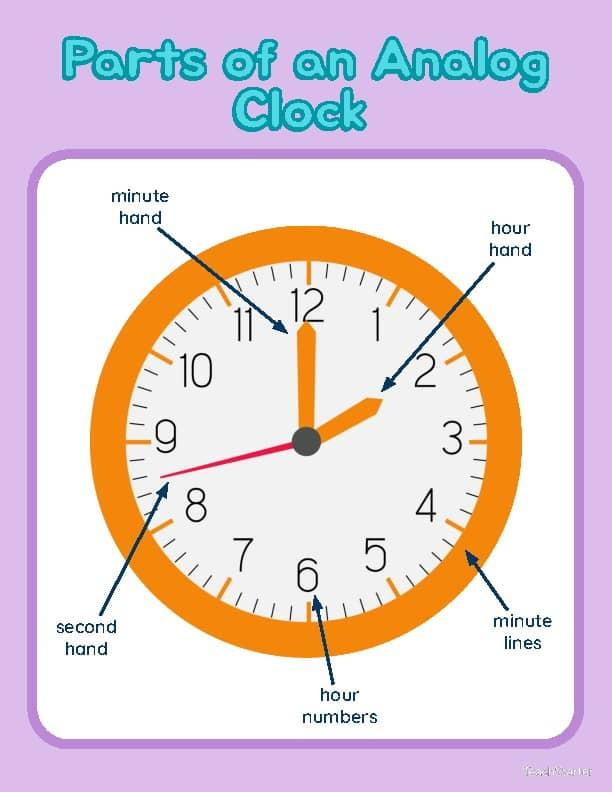 Parts of an Analog
Clock
minute
hand
hour
hand
12
11
1
10
2
9
3
8
4
7
5
6
second
hand
minute
lines
hour
numbers
TeachStarter